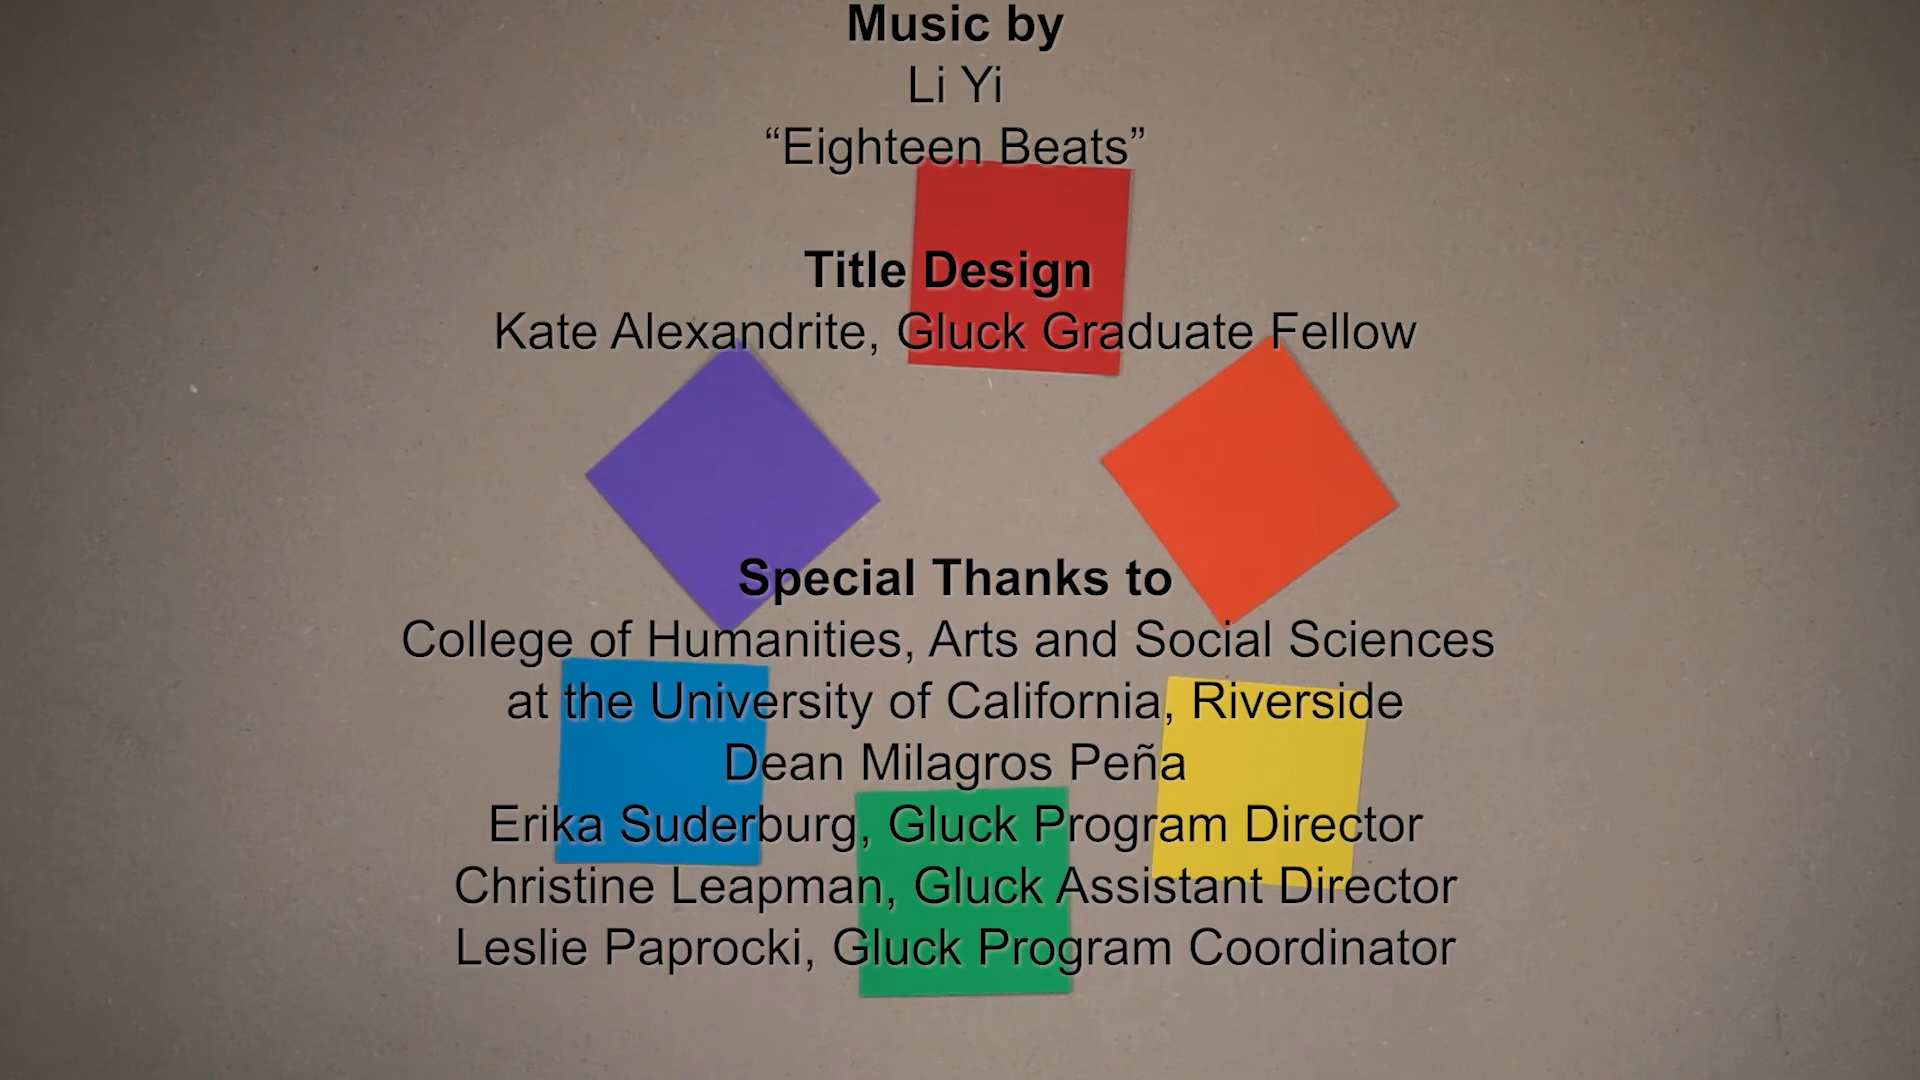 Music by
Li Yi
“Eighteen Beats”
Title Design
Kate Alexandrite, Gluck Graduate Fellow
Special Thanks to
College of Humanities, Arts and Social Sciences
at the University of California, Riverside
Dean Milagros Peña
Erika Suderburg, Gluck Program Director
Christine Leapman, Gluck Assistant Director
Leslie Paprocki, Gluck Program Coordinator